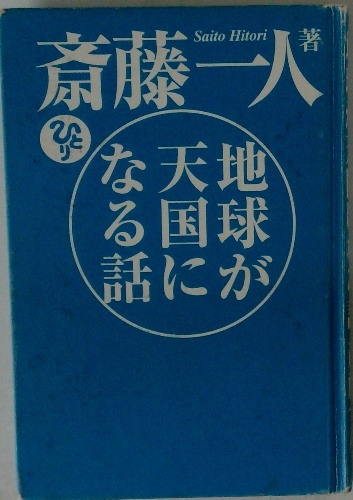 斎藤一人著
Saito Hitori
ひとり
地球が
天国に
なる話